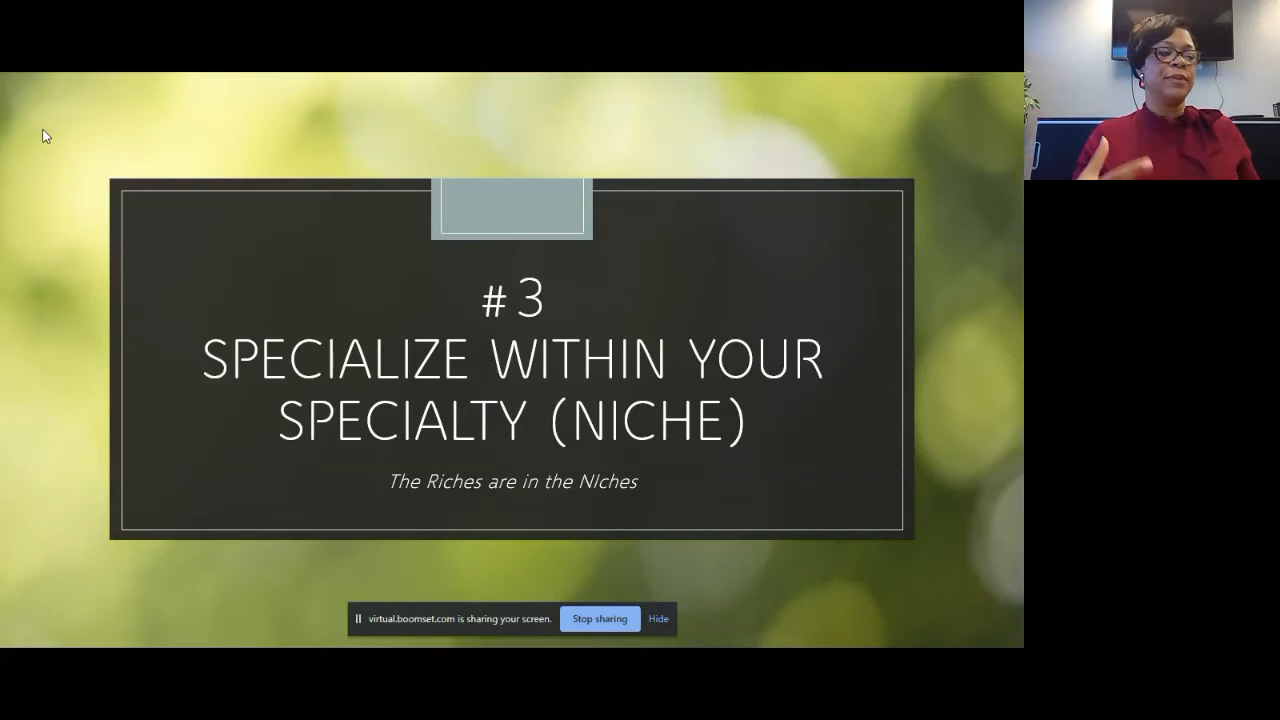 #3
SPECIALIZE WITHIN YOUR
SPECIALTY (NICHE)
The Riches are in the NIches
virtual.boomset.com is sharing your screen. Stop sharing Hide